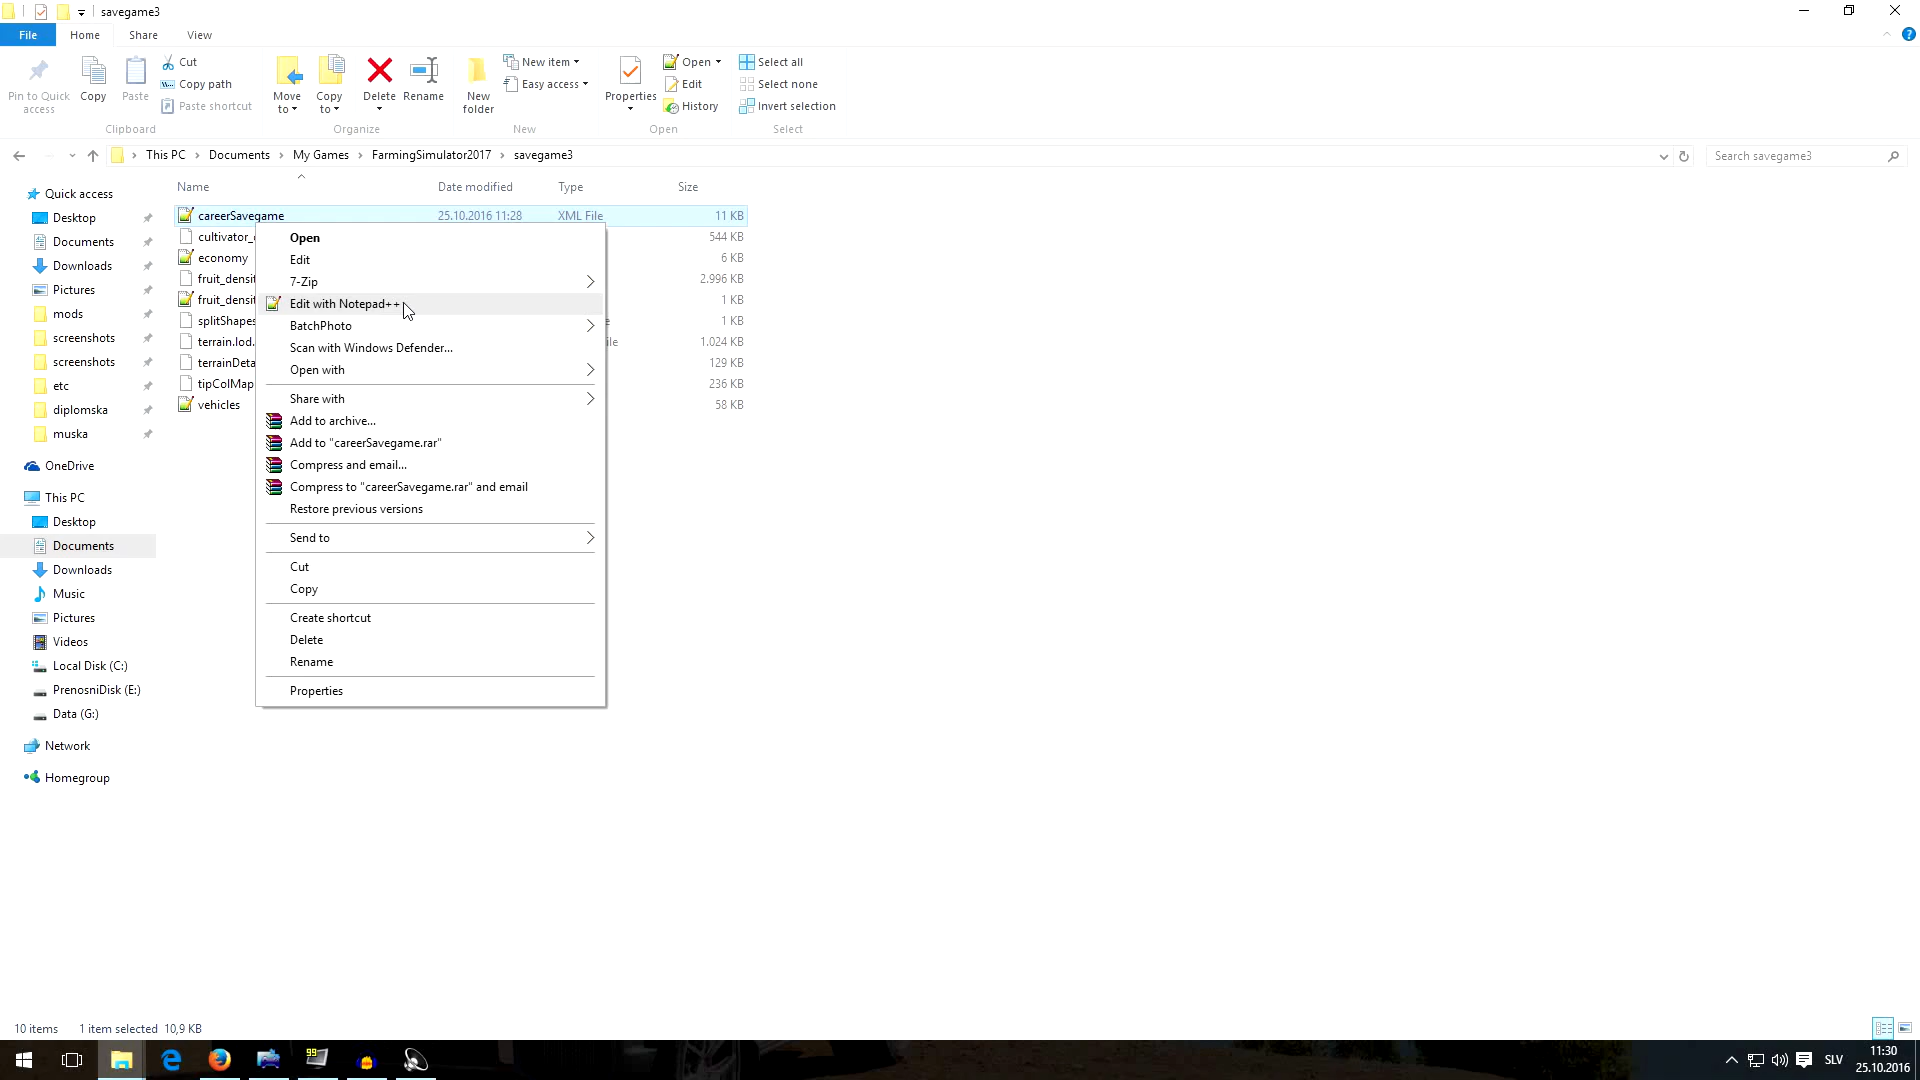 savegame3
File Home Share View
Pin to Quick access
Copy
Paste
Cut
Copy path
Paste shortcut
Clipboard
Move to
Copy to
Delete
Rename
Organize
New folder
New item
Easy access
New
Properties
Open
Edit
History
Open
Select all
Select none
Invert selection
Select
This PC Documents My Games FarmingSimulator2017 savegame3
Search savegame3
Quick access
Desktop
Documents
Downloads
Pictures
mods
screenshots
screenshots
etc
diplomska
muska
OneDrive
This PC
Desktop
Documents
Downloads
Music
Pictures
Videos
Local Disk (C:)
PrenosniDisk (E:)
Data (G:)
Network
Homegroup
Name Date modified Type Size
careerSavegame 25.10.2016 11:28 XML File 11 KB
cultivator_ 544 KB
economy 6 KB
fruit_densit 2.996 KB
fruit_densit 1 KB
splitShapes 1 KB
terrain.lod. ile 1.024 KB
terrainDeta 129 KB
tipColMap 236 KB
vehicles 58 KB
Open
Edit
7-Zip
Edit with Notepad++
BatchPhoto
Scan with Windows Defender...
Open with
Share with
Add to archive...
Add to "careerSavegame.rar"
Compress and email...
Compress to "careerSavegame.rar" and email
Restore previous versions
Send to
Cut
Copy
Create shortcut
Delete
Rename
Properties
10 items 1 item selected 10,9 KB
99
SLV
11:30
25.10.2016